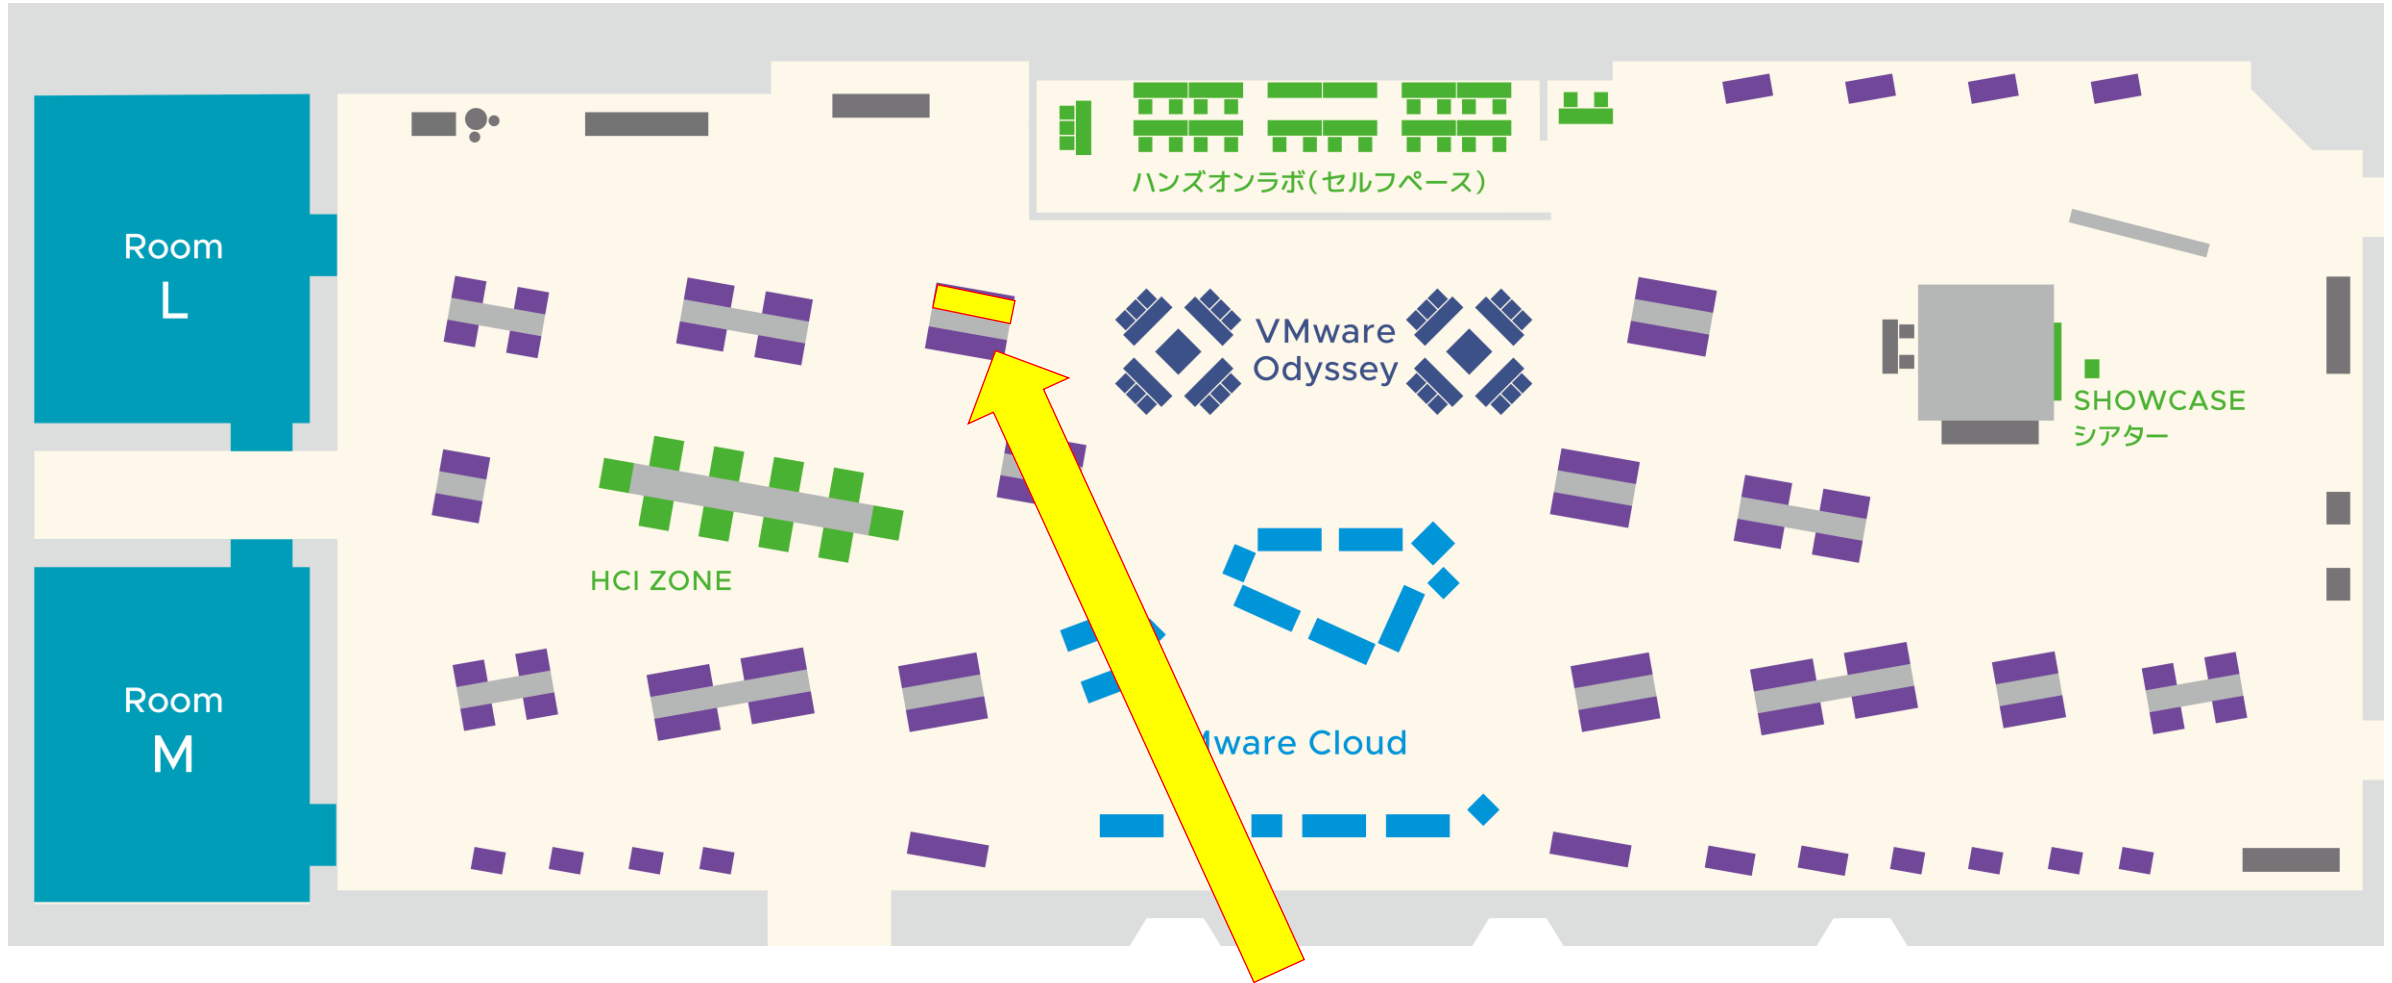 ハンズオンラボ(セルフペース)
Room
L
VMware
Odyssey
SHOWCASE
シアター
HCI ZONE
Room
M
ware Cloud